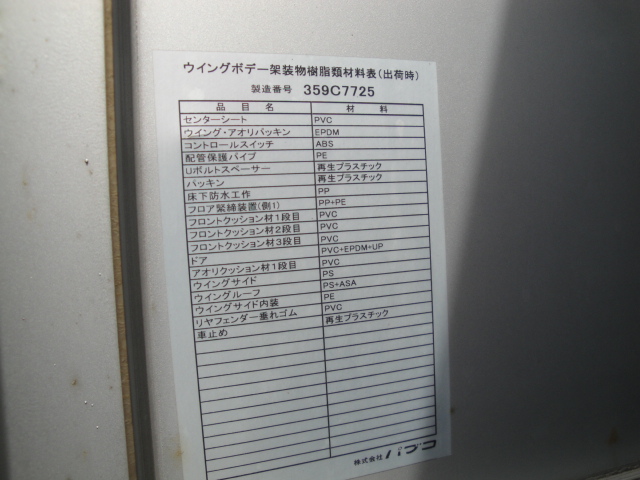 ウイングボデー架装物樹脂類材料表(出荷時)
製造番号 359C7725
品目名 材料
センターシート PVC
ウイング・アオリパッキン EPDM
コントロールスイッチ ABS
配管保護パイプ PE
Uボルトスペーサー 再生プラスチック
パッキン 再生プラスチック
床下防水工作 PP
フロア緊締装置(側1) PP+PE
フロントクッション材1段目 PVC
フロントクッション材2段目 PVC
フロントクッション材3段目 PVC
ドア PVC+EPDM+UP
アオリクッション材1段目 PVC
ウイングサイド PS
ウイングルーフ PS+ASA
ウイングサイド内装 PE
リヤフェンダー垂れゴム PVC
車止め 再生プラスチック
株式会社 パブコ